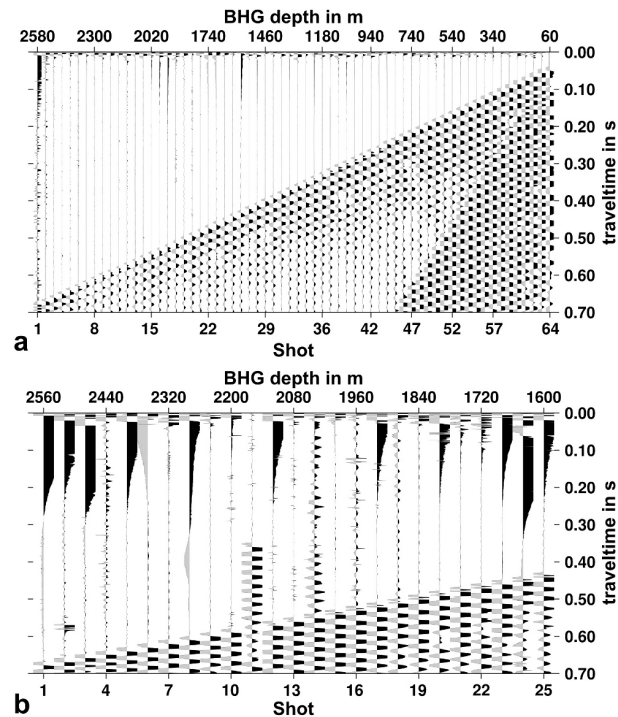 BHG depth in m
2580 2300 2020 1740 1460 1180 940 740 540 340 60
0.00
0.10
0.20
0.30
0.40
0.50
0.60
0.70
traveltime in s
1 8 15 22 29 36 42 47 52 57 64
Shot
a
BHG depth in m
2560 2440 2320 2200 2080 1960 1840 1720 1600
0.00
0.10
0.20
0.30
0.40
0.50
0.60
0.70
traveltime in s
1 4 7 10 13 16 19 22 25
Shot
b